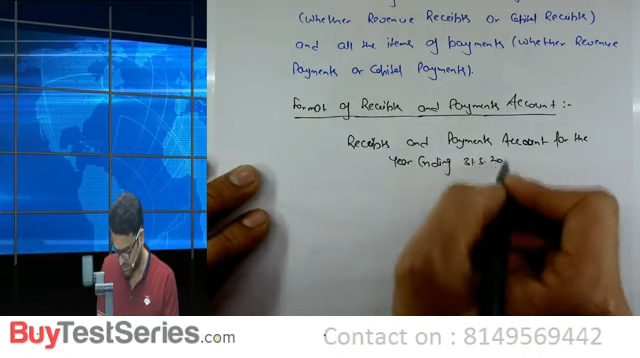 (Whether Revenue Receipts or Capital Receipts)
and all the items of payments (whether Revenue
Payments or Capital Payments).
Format of Receipts and Payments Account :-
Receipts and Payments Account for the
Year Ending 31.3.20
BuyTestSeries.com
Contact on : 8149569442